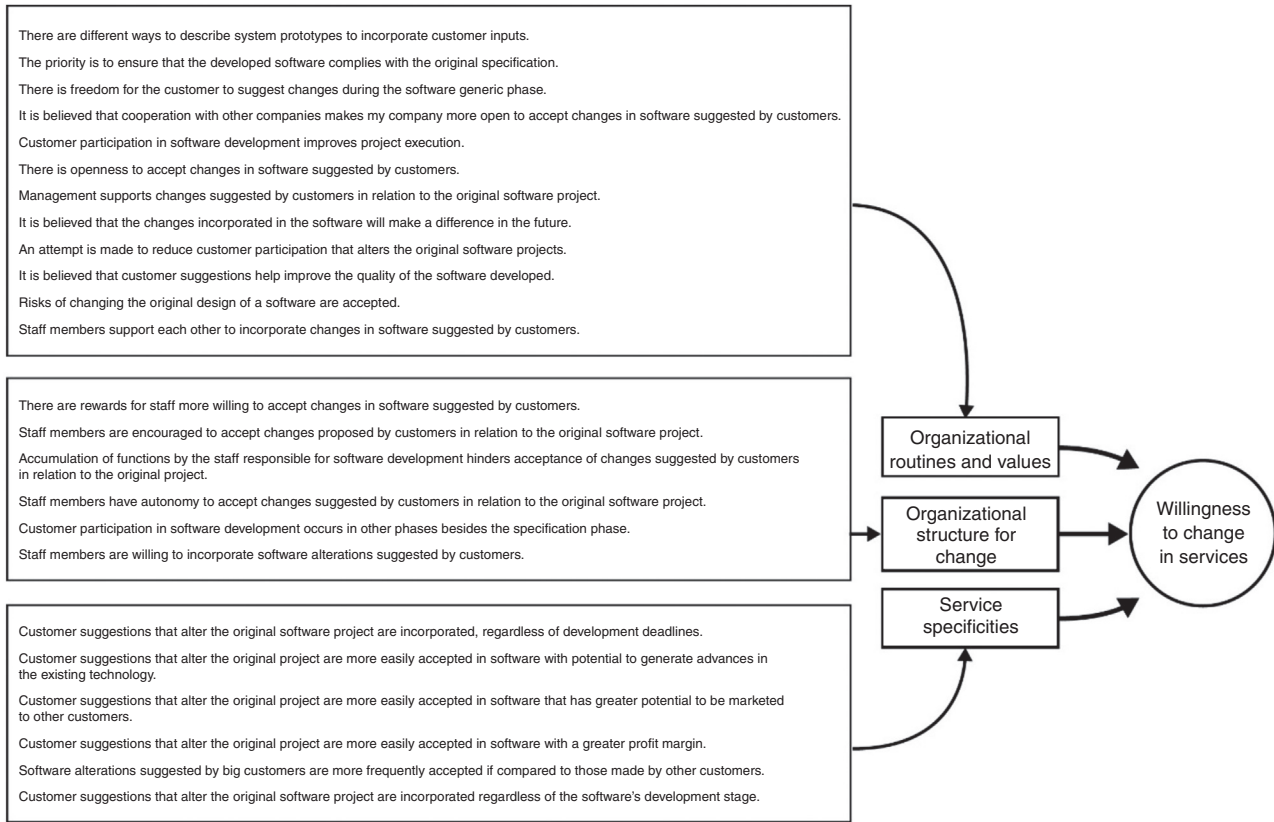 There are different ways to describe system prototypes to incorporate customer inputs.
The priority is to ensure that the developed software complies with the original specification.
There is freedom for the customer to suggest changes during the software generic phase.
It is believed that cooperation with other companies makes my company more open to accept changes in software suggested by customers.
Customer participation in software development improves project execution.
There is openness to accept changes in software suggested by customers.
Management supports changes suggested by customers in relation to the original software project.
It is believed that the changes incorporated in the software will make a difference in the future.
An attempt is made to reduce customer participation that alters the original software projects.
It is believed that customer suggestions help improve the quality of the software developed.
Risks of changing the original design of a software are accepted.
Staff members support each other to incorporate changes in software suggested by customers.
There are rewards for staff more willing to accept changes in software suggested by customers.
Staff members are encouraged to accept changes proposed by customers in relation to the original software project.
Accumulation of functions by the staff responsible for software development hinders acceptance of changes suggested by customers
in relation to the original project.
Staff members have autonomy to accept changes suggested by customers in relation to the original software project.
Customer participation in software development occurs in other phases besides the specification phase.
Staff members are willing to incorporate software alterations suggested by customers.
Customer suggestions that alter the original software project are incorporated, regardless of development deadlines.
Customer suggestions that alter the original project are more easily accepted in software with potential to generate advances in
the existing technology.
Customer suggestions that alter the original project are more easily accepted in software that has greater potential to be marketed
to other customers.
Customer suggestions that alter the original project are more easily accepted in software with a greater profit margin.
Software alterations suggested by big customers are more frequently accepted if compared to those made by other customers.
Customer suggestions that alter the original software project are incorporated regardless of the software's development stage.
Organizational
routines and values
Organizational
structure for
change
Service
specificities
Willingness
to change
in services